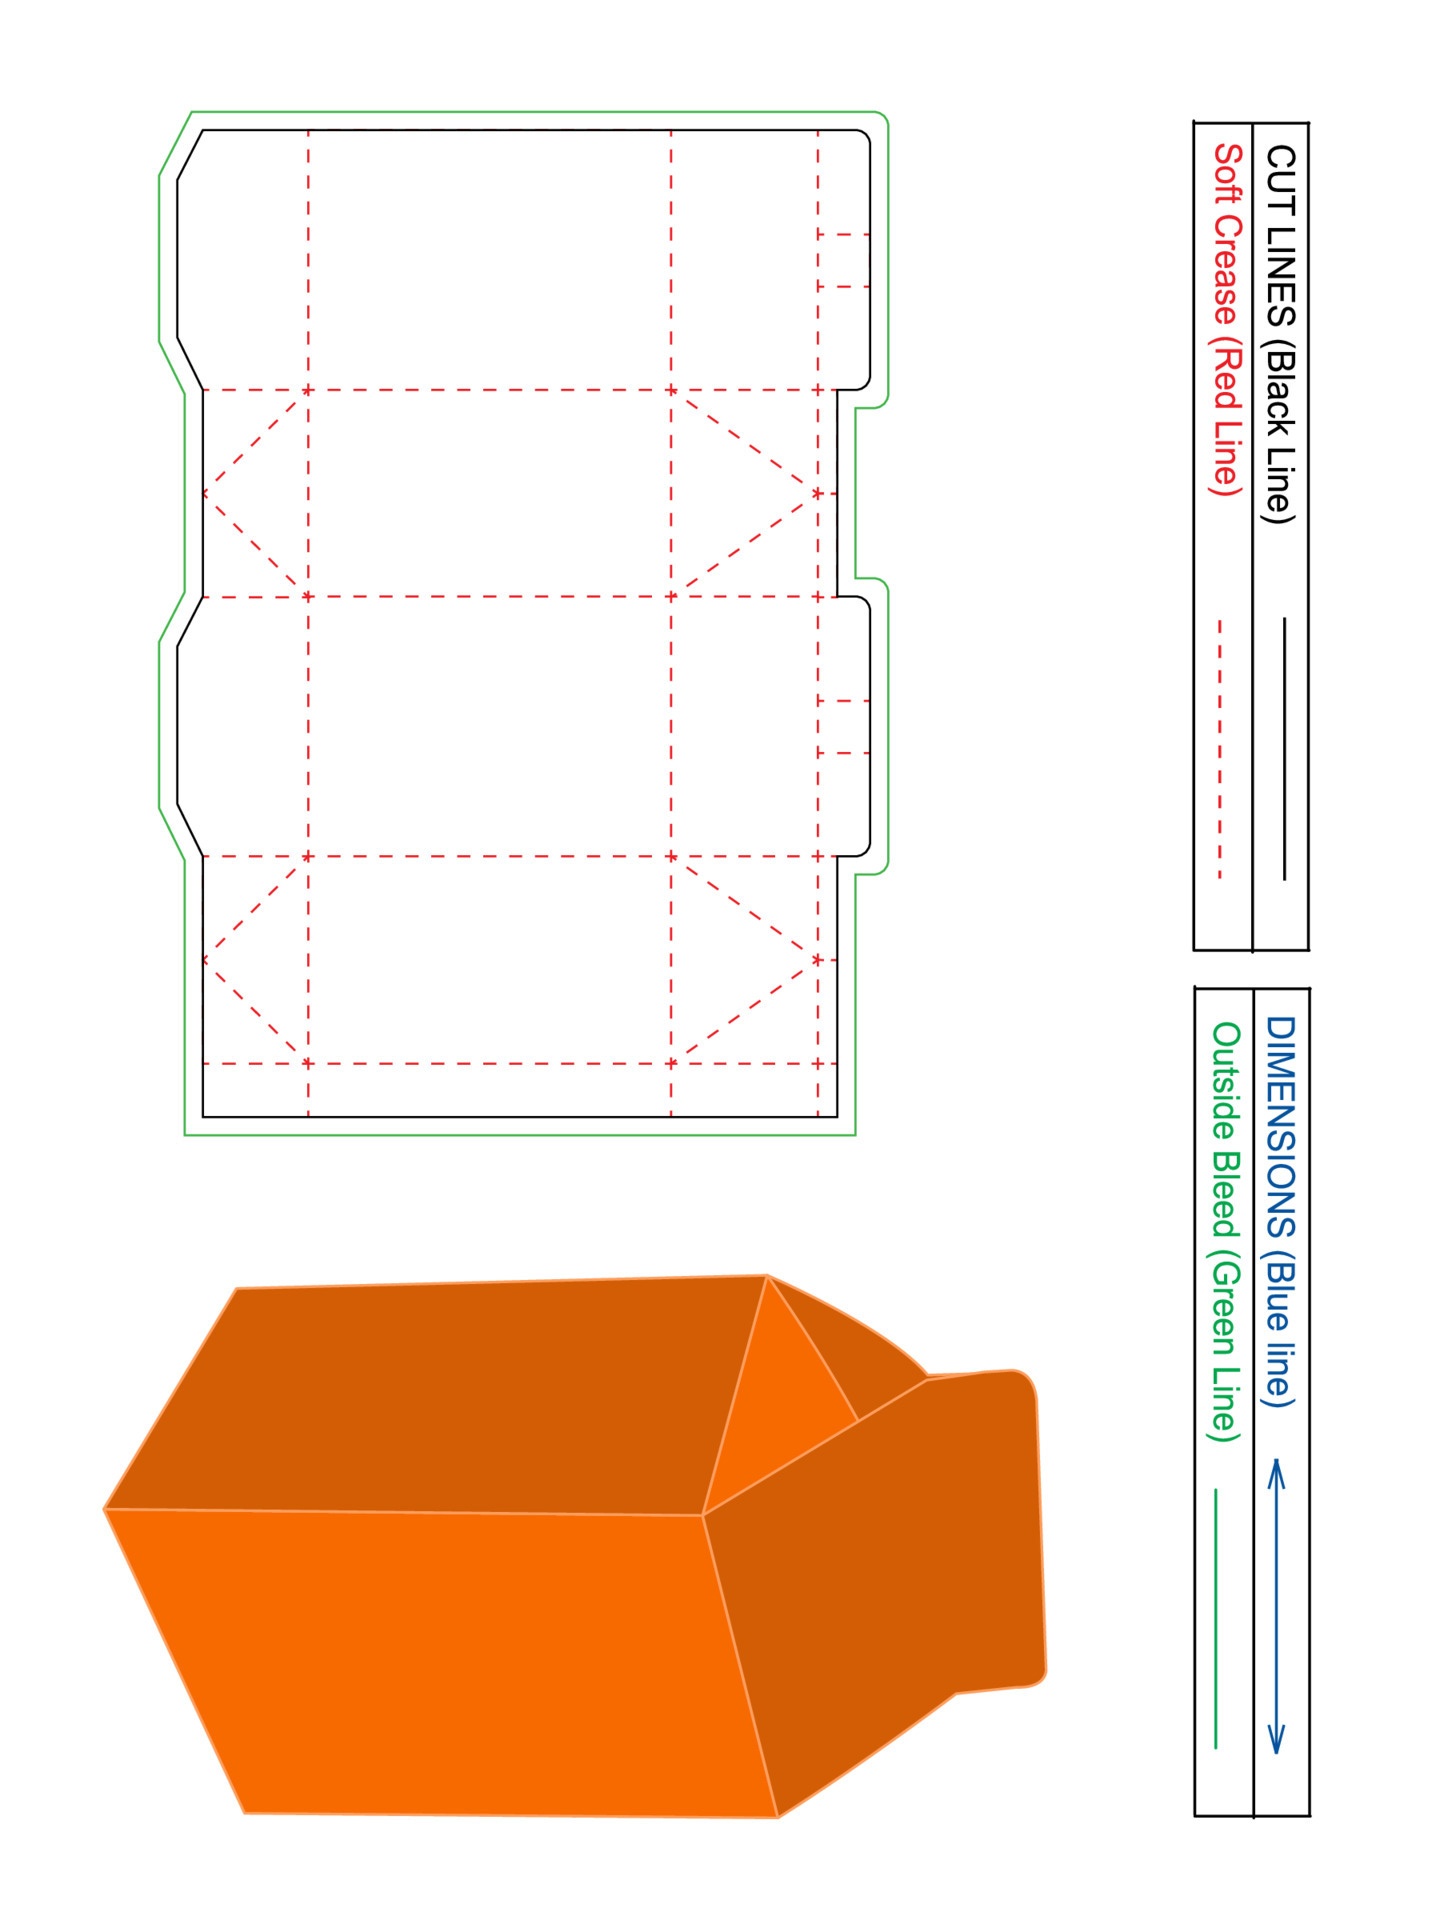 CUT LINES (Black Line)
Soft Crease (Red Line)
DIMENSIONS (Blue line)
Outside Bleed (Green Line)